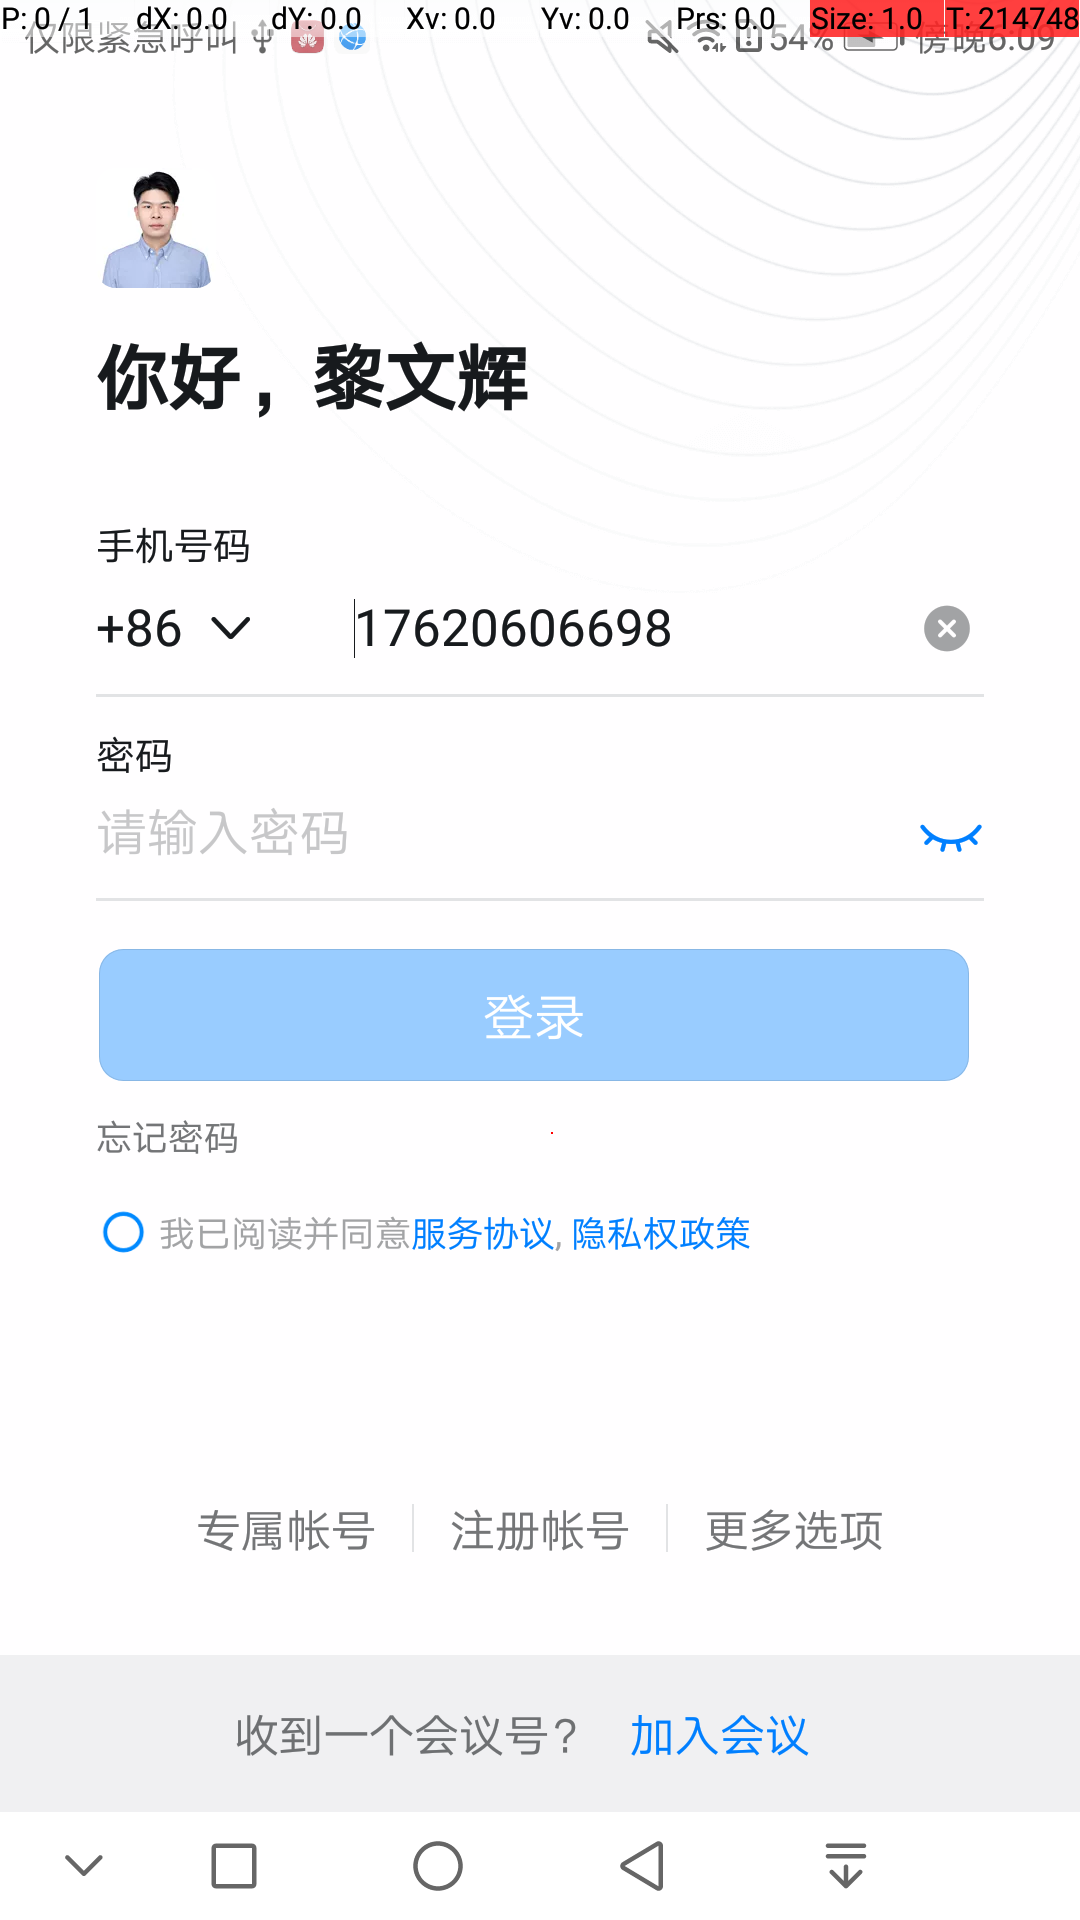 P: 0 / 1 dX: 0.0 dY: 0.0 Xv: 0.0 Yv: 0.0 Prs: 0.0 Size: 1.0 T: 214748
仅限紧急呼叫 54% 傍晚6:09
你好，黎文辉
手机号码
+86 17620606698
密码
请输入密码
登录
忘记密码
我已阅读并同意服务协议, 隐私权政策
专属帐号 注册帐号 更多选项
收到一个会议号？ 加入会议